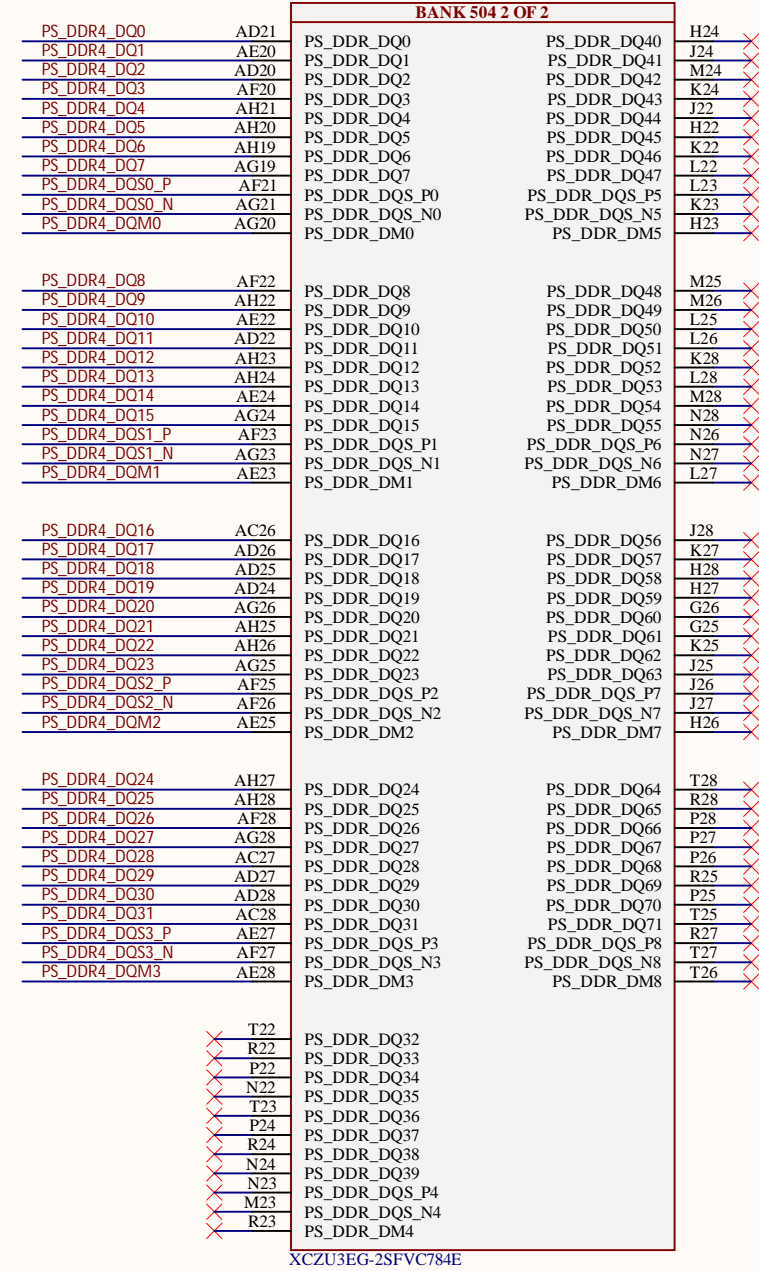 BANK 504 2 OF 2
PS_DDR4_DQ0 AD21 PS_DDR_DQ0 PS_DDR_DQ40 H24
PS_DDR4_DQ1 AE20 PS_DDR_DQ1 PS_DDR_DQ41 J24
PS_DDR4_DQ2 AD20 PS_DDR_DQ2 PS_DDR_DQ42 M24
PS_DDR4_DQ3 AF20 PS_DDR_DQ3 PS_DDR_DQ43 K24
PS_DDR4_DQ4 AH21 PS_DDR_DQ4 PS_DDR_DQ44 J22
PS_DDR4_DQ5 AH20 PS_DDR_DQ5 PS_DDR_DQ45 H22
PS_DDR4_DQ6 AH19 PS_DDR_DQ6 PS_DDR_DQ46 K22
PS_DDR4_DQ7 AG19 PS_DDR_DQ7 PS_DDR_DQ47 L22
PS_DDR4_DQS0_P AF21 PS_DDR_DQS_P0 PS_DDR_DQS_P5 L23
PS_DDR4_DQS0_N AG21 PS_DDR_DQS_N0 PS_DDR_DQS_N5 K23
PS_DDR4_DQM0 AG20 PS_DDR_DM0 PS_DDR_DM5 H23
PS_DDR4_DQ8 AF22 PS_DDR_DQ8 PS_DDR_DQ48 M25
PS_DDR4_DQ9 AH22 PS_DDR_DQ9 PS_DDR_DQ49 M26
PS_DDR4_DQ10 AE22 PS_DDR_DQ10 PS_DDR_DQ50 L25
PS_DDR4_DQ11 AD22 PS_DDR_DQ11 PS_DDR_DQ51 L26
PS_DDR4_DQ12 AH23 PS_DDR_DQ12 PS_DDR_DQ52 K28
PS_DDR4_DQ13 AH24 PS_DDR_DQ13 PS_DDR_DQ53 L28
PS_DDR4_DQ14 AE24 PS_DDR_DQ14 PS_DDR_DQ54 M28
PS_DDR4_DQ15 AG24 PS_DDR_DQ15 PS_DDR_DQ55 N28
PS_DDR4_DQS1_P AF23 PS_DDR_DQS_P1 PS_DDR_DQS_P6 N26
PS_DDR4_DQS1_N AG23 PS_DDR_DQS_N1 PS_DDR_DQS_N6 N27
PS_DDR4_DQM1 AE23 PS_DDR_DM1 PS_DDR_DM6 L27
PS_DDR4_DQ16 AC26 PS_DDR_DQ16 PS_DDR_DQ56 J28
PS_DDR4_DQ17 AD26 PS_DDR_DQ17 PS_DDR_DQ57 K27
PS_DDR4_DQ18 AD25 PS_DDR_DQ18 PS_DDR_DQ58 H28
PS_DDR4_DQ19 AD24 PS_DDR_DQ19 PS_DDR_DQ59 H27
PS_DDR4_DQ20 AG26 PS_DDR_DQ20 PS_DDR_DQ60 G26
PS_DDR4_DQ21 AH25 PS_DDR_DQ21 PS_DDR_DQ61 G25
PS_DDR4_DQ22 AH26 PS_DDR_DQ22 PS_DDR_DQ62 K25
PS_DDR4_DQ23 AG25 PS_DDR_DQ23 PS_DDR_DQ63 J25
PS_DDR4_DQS2_P AF25 PS_DDR_DQS_P2 PS_DDR_DQS_P7 J26
PS_DDR4_DQS2_N AF26 PS_DDR_DQS_N2 PS_DDR_DQS_N7 J27
PS_DDR4_DQM2 AE25 PS_DDR_DM2 PS_DDR_DM7 H26
PS_DDR4_DQ24 AH27 PS_DDR_DQ24 PS_DDR_DQ64 T28
PS_DDR4_DQ25 AH28 PS_DDR_DQ25 PS_DDR_DQ65 R28
PS_DDR4_DQ26 AF28 PS_DDR_DQ26 PS_DDR_DQ66 P28
PS_DDR4_DQ27 AG28 PS_DDR_DQ27 PS_DDR_DQ67 P27
PS_DDR4_DQ28 AC27 PS_DDR_DQ28 PS_DDR_DQ68 P26
PS_DDR4_DQ29 AD27 PS_DDR_DQ29 PS_DDR_DQ69 R25
PS_DDR4_DQ30 AD28 PS_DDR_DQ30 PS_DDR_DQ70 P25
PS_DDR4_DQ31 AC28 PS_DDR_DQ31 PS_DDR_DQ71 T25
PS_DDR4_DQS3_P AE27 PS_DDR_DQS_P3 PS_DDR_DQS_P8 R27
PS_DDR4_DQS3_N AF27 PS_DDR_DQS_N3 PS_DDR_DQS_N8 T27
PS_DDR4_DQM3 AE28 PS_DDR_DM3 PS_DDR_DM8 T26
T22 PS_DDR_DQ32
R22 PS_DDR_DQ33
P22 PS_DDR_DQ34
N22 PS_DDR_DQ35
T23 PS_DDR_DQ36
P24 PS_DDR_DQ37
R24 PS_DDR_DQ38
N24 PS_DDR_DQ39
N23 PS_DDR_DQS_P4
M23 PS_DDR_DQS_N4
R23 PS_DDR_DM4
XCZU3EG-2SFVC784E